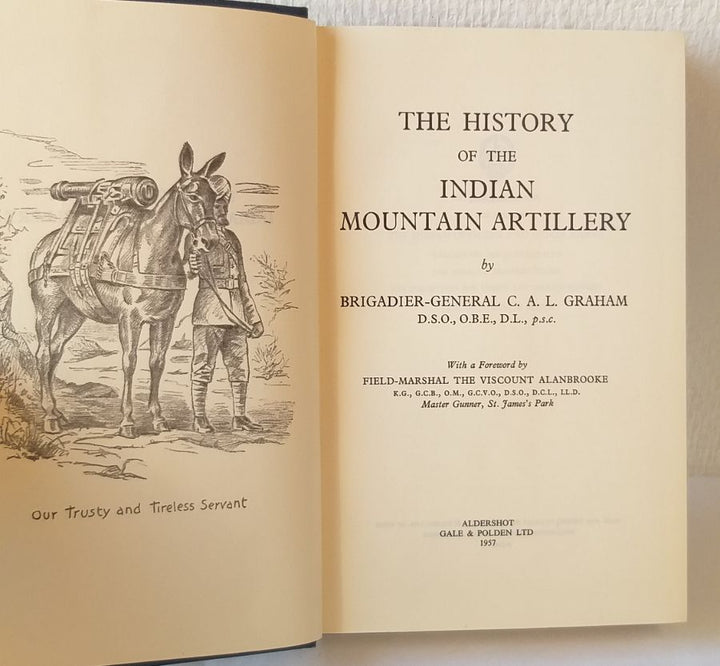 Our Trusty and Tireless Servant
THE HISTORY
OF THE
INDIAN
MOUNTAIN ARTILLERY
by
BRIGADIER-GENERAL C. A. L. GRAHAM
D.S.O., O.B.E., D.L., p.s.c.
With a Foreword by
FIELD-MARSHAL THE VISCOUNT ALANBROOKE
K.G., G.C.B., O.M., G.C.V.O., D.S.O., D.C.L., LL.D.
Master Gunner, St. James's Park
ALDERSHOT
GALE & POLDEN LTD
1957